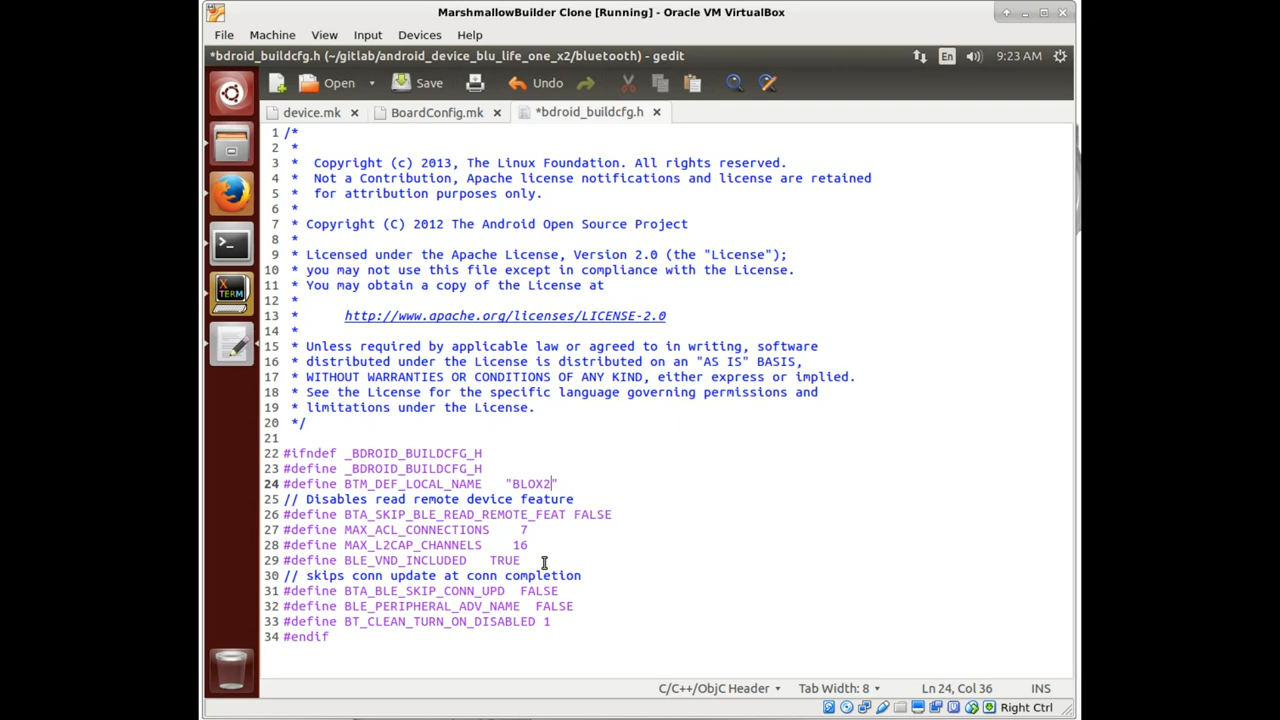 MarshmallowBuilder Clone [Running] - Oracle VM VirtualBox
File Machine View Input Devices Help
*bdroid_buildcfg.h (~/gitlab/android_device_blu_life_one_x2/bluetooth) - gedit En 9:23 AM
Open Save Undo
device.mk BoardConfig.mk *bdroid_buildcfg.h
1 /*
2 *
3 * Copyright (c) 2013, The Linux Foundation. All rights reserved.
4 * Not a Contribution, Apache license notifications and license are retained
5 * for attribution purposes only.
6 *
7 * Copyright (C) 2012 The Android Open Source Project
8 *
9 * Licensed under the Apache License, Version 2.0 (the "License");
10 * you may not use this file except in compliance with the License.
11 * You may obtain a copy of the License at
12 *
13 * http://www.apache.org/licenses/LICENSE-2.0
14 *
15 * Unless required by applicable law or agreed to in writing, software
16 * distributed under the License is distributed on an "AS IS" BASIS,
17 * WITHOUT WARRANTIES OR CONDITIONS OF ANY KIND, either express or implied.
18 * See the License for the specific language governing permissions and
19 * limitations under the License.
20 */
21
22 #ifndef _BDROID_BUILDCFG_H
23 #define _BDROID_BUILDCFG_H
24 #define BTM_DEF_LOCAL_NAME "BLOX2"
25 // Disables read remote device feature
26 #define BTA_SKIP_BLE_READ_REMOTE_FEAT FALSE
27 #define MAX_ACL_CONNECTIONS 7
28 #define MAX_L2CAP_CHANNELS 16
29 #define BLE_VND_INCLUDED TRUE
30 // skips conn update at conn completion
31 #define BTA_BLE_SKIP_CONN_UPD FALSE
32 #define BLE_PERIPHERAL_ADV_NAME FALSE
33 #define BT_CLEAN_TURN_ON_DISABLED 1
34 #endif
X TERM
C/C++/ObjC Header Tab Width: 8 Ln 24, Col 36 INS
Right Ctrl